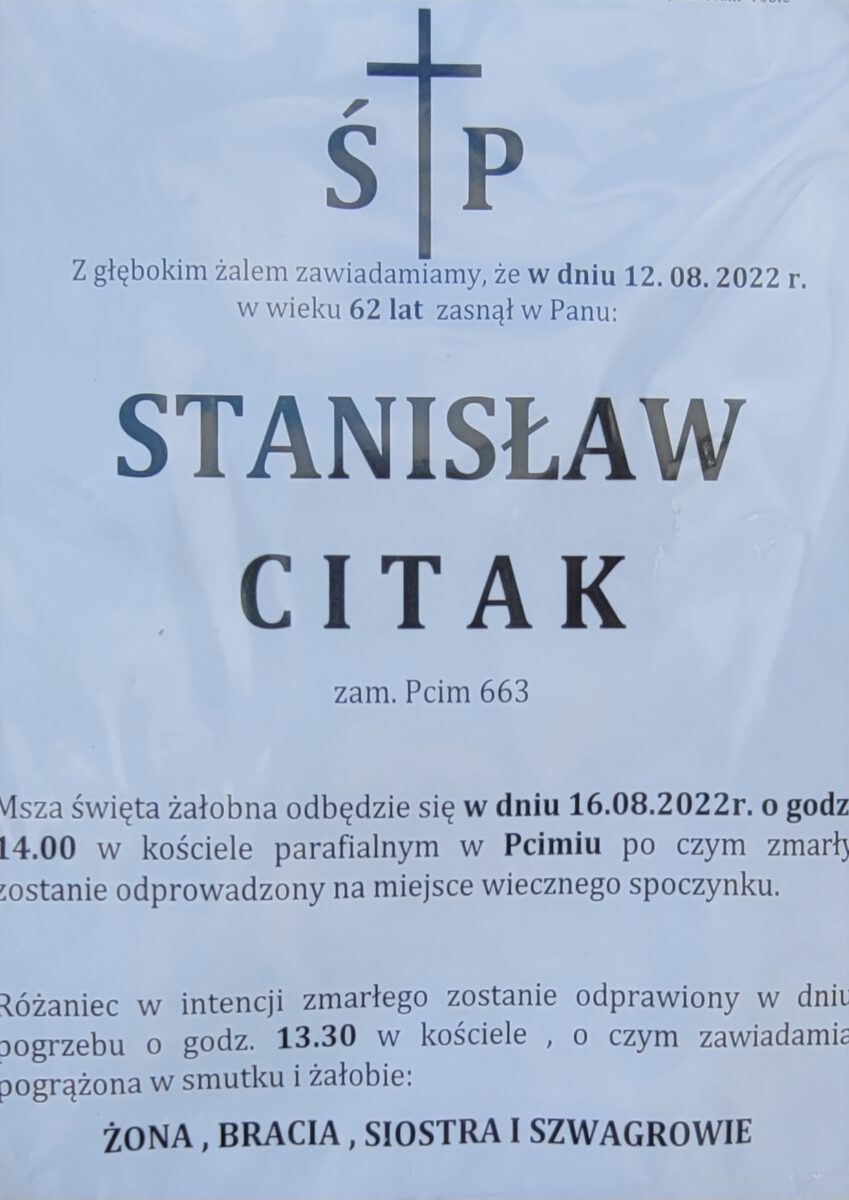 Ś P
Z głębokim żalem zawiadamiamy, że w dniu 12. 08. 2022 r.
w wieku 62 lat zasnął w Panu:
STANISŁAW
CITAK
zam. Pcim 663
Msza święta żałobna odbędzie się w dniu 16.08.2022r. o godz
14.00 w kościele parafialnym w Pcimiu po czym zmarły
zostanie odprowadzony na miejsce wiecznego spoczynku.
Różaniec w intencji zmarłego zostanie odprawiony w dniu
pogrzebu o godz. 13.30 w kościele , o czym zawiadamia
pogrążona w smutku i żałobie:
ŻONA , BRACIA , SIOSTRA I SZWAGROWIE